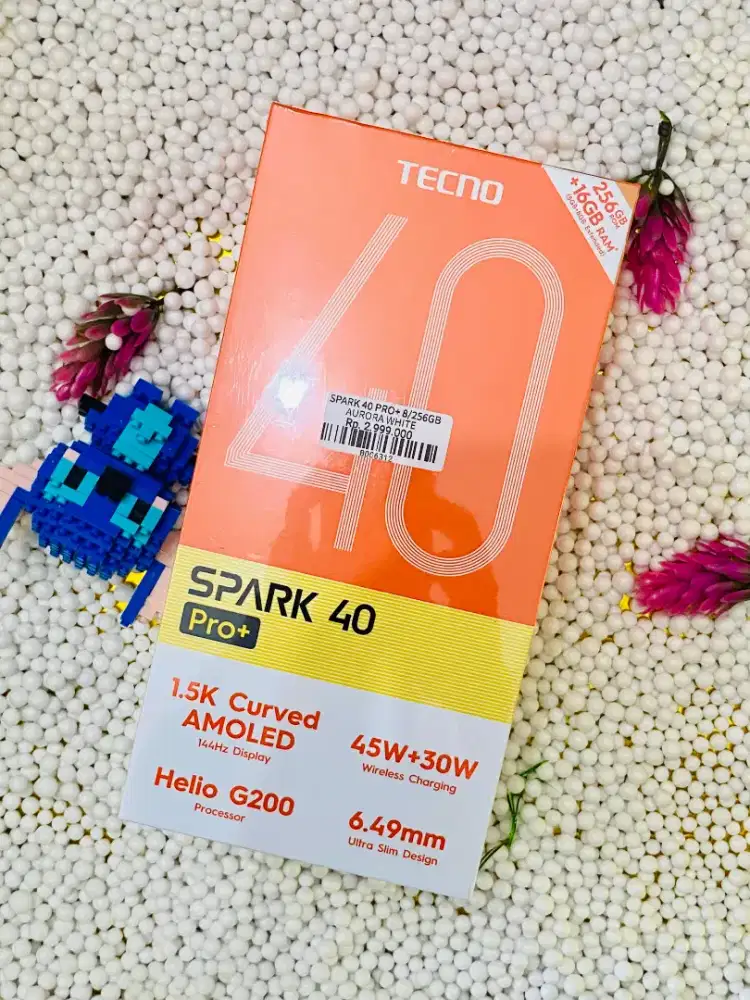 TECNO
256GB
ROM
+16GB RAM*
40
SPARK 40 PRO+ 8/256GB
AURORA WHITE
Rp. 2,999,000
B006312
SPARK 40
Pro+
1.5K Curved
AMOLED
144Hz Display
45W+30W
Wireless Charging
Helio G200
Processor
6.49mm
Ultra Slim Design